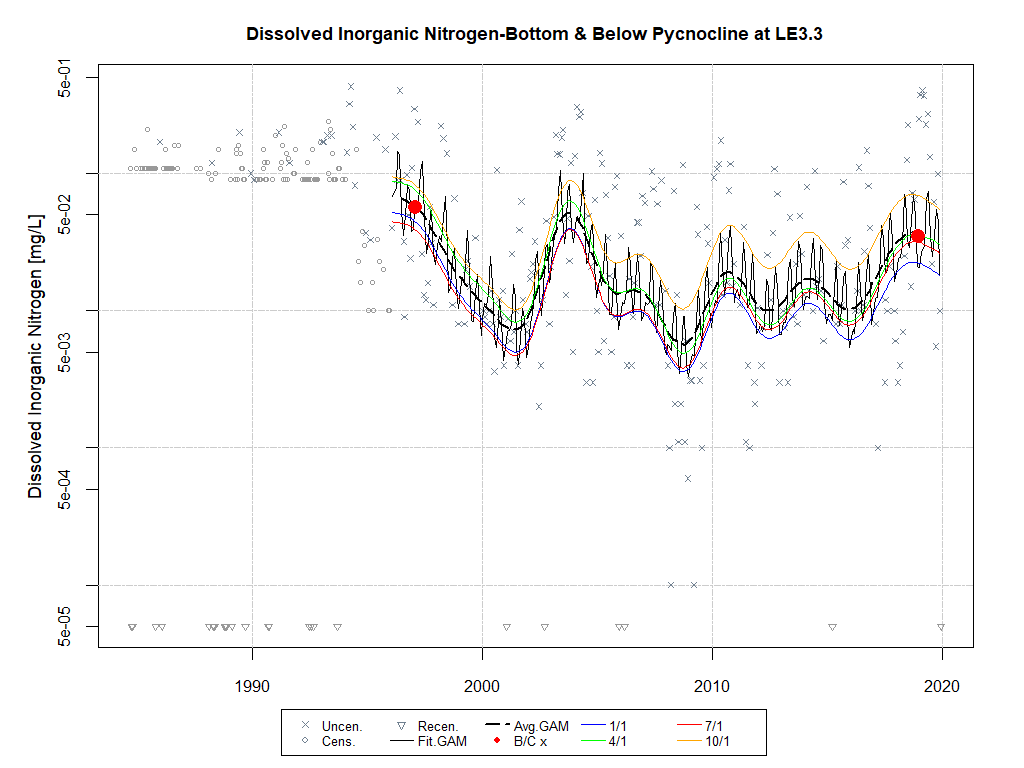 Dissolved Inorganic Nitrogen-Bottom & Below Pycnocline at LE3.3
Dissolved Inorganic Nitrogen [mg/L]
5e-01
5e-02
5e-03
5e-04
5e-05
1990 2000 2010 2020
Uncen. Recen. Avg.GAM 1/1 7/1
Cens. Fit.GAM B/C x 4/1 10/1